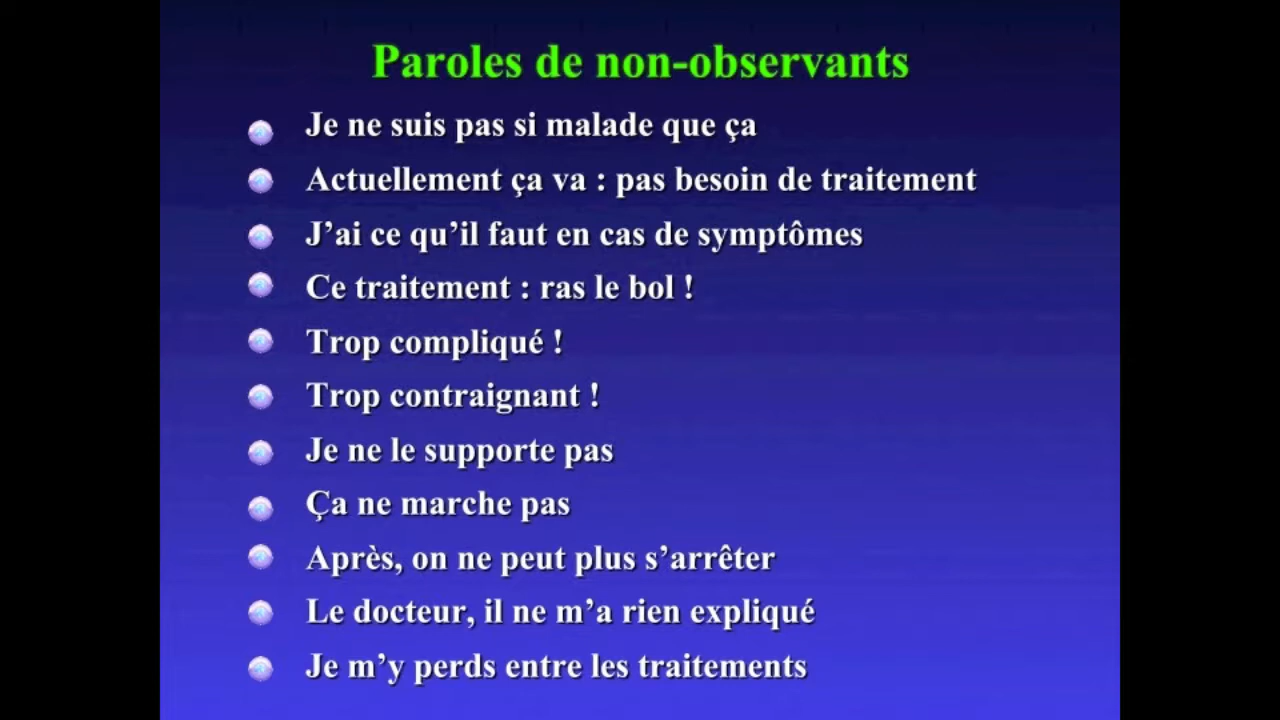 Paroles de non-observants
Je ne suis pas si malade que ça
Actuellement ça va : pas besoin de traitement
J’ai ce qu’il faut en cas de symptômes
Ce traitement : ras le bol !
Trop compliqué !
Trop contraignant !
Je ne le supporte pas
Ça ne marche pas
Après, on ne peut plus s’arrêter
Le docteur, il ne m’a rien expliqué
Je m’y perds entre les traitements